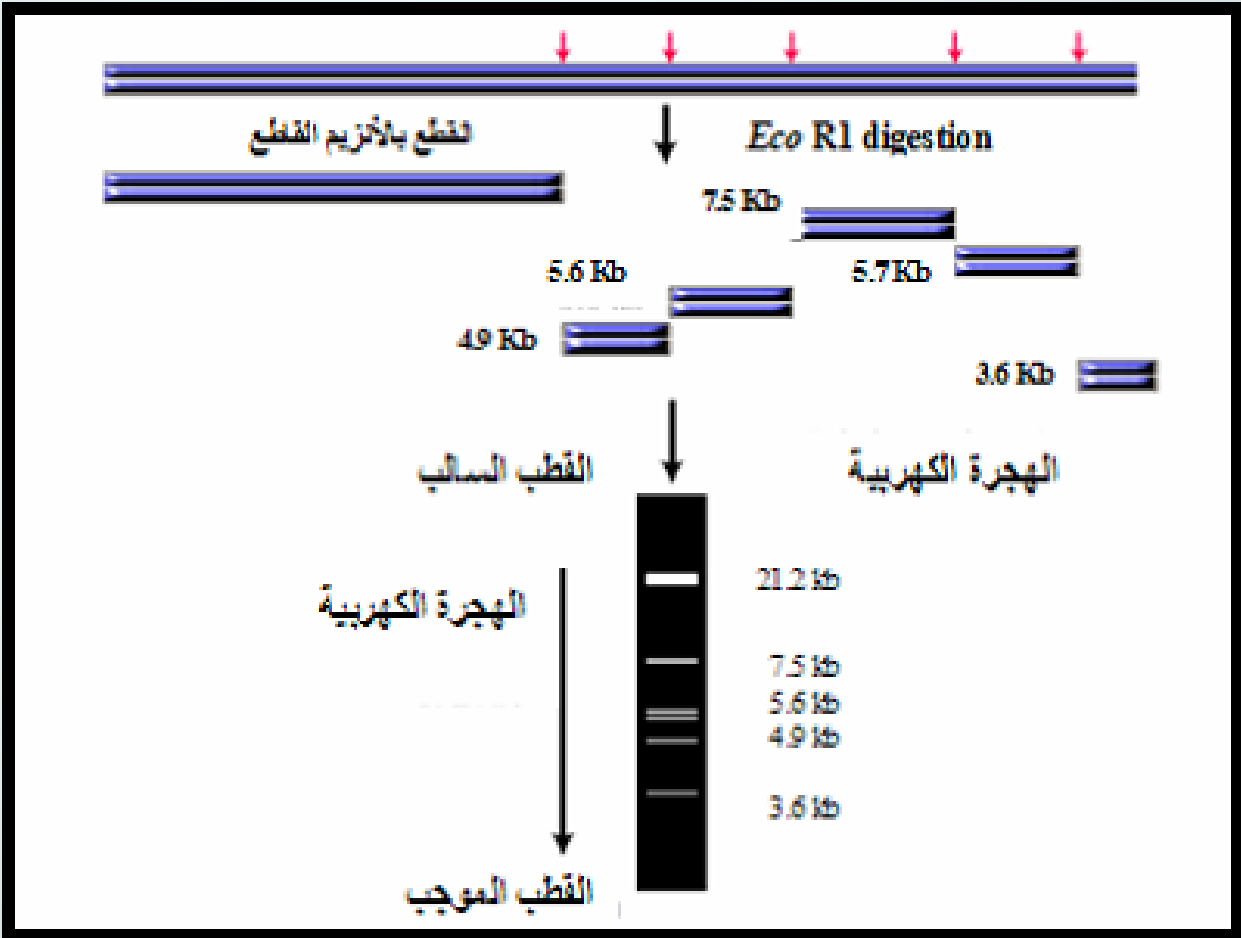 القطع بالأنزيم القاطع
Eco R1 digestion
7.5 Kb
5.6 Kb
5.7 Kb
4.9 Kb
3.6 Kb
القطب السالب
الهجرة الكهربية
21.2 kb
الهجرة الكهربية
7.5 kb
5.6 kb
4.9 kb
3.6 kb
القطب الموجب